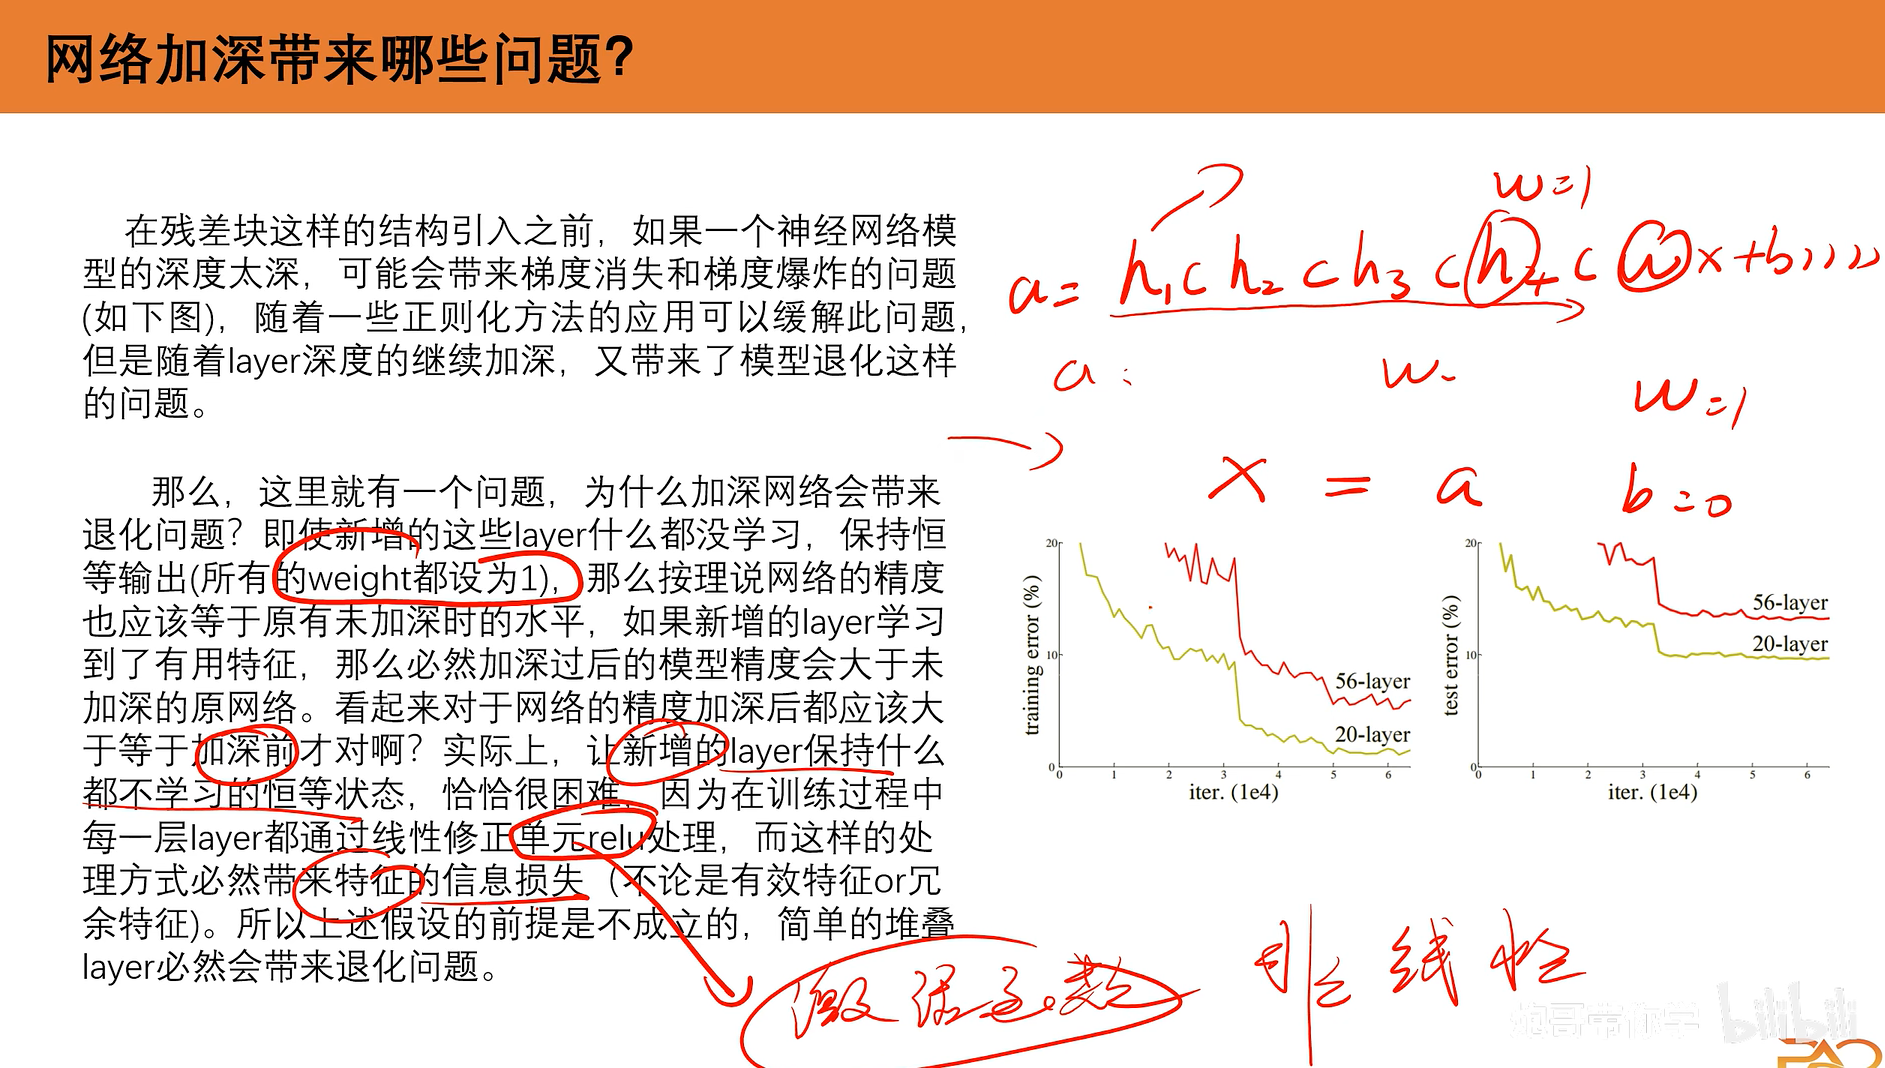 网络加深带来哪些问题?
在残差块这样的结构引入之前，如果一个神经网络模
型的深度太深，可能会带来梯度消失和梯度爆炸的问题
(如下图)，随着一些正则化方法的应用可以缓解此问题,
但是随着layer深度的继续加深，又带来了模型退化这样
的问题。
那么，这里就有一个问题，为什么加深网络会带来
退化问题？即使新增的这些layer什么都没学习，保持恒
等输出(所有的weight都设为1)，那么按理说网络的精度
也应该等于原有未加深时的水平，如果新增的layer学习
到了有用特征，那么必然加深过后的模型精度会大于未
加深的原网络。看起来对于网络的精度加深后都应该大
于等于加深前才对啊？实际上，让新增的layer保持什么
都不学习的恒等状态，恰恰很困难，因为在训练过程中
每一层layer都通过线性修正单元relu处理，而这样的处
理方式必然带来特征的信息损失（不论是有效特征or冗
余特征)。所以上述假设的前提是不成立的，简单的堆叠
layer必然会带来退化问题。
w=1
a= h1( h2 ( h3 ( h4 ( w x+b))))
a:
w
w=1
x = a
b=0
training error (%)
20
10
0
56-layer
20-layer
0 1 2 3 4 5 6
iter. (1e4)
test error (%)
20
10
0
56-layer
20-layer
0 1 2 3 4 5 6
iter. (1e4)
非线性
炮哥带你学
bilibili